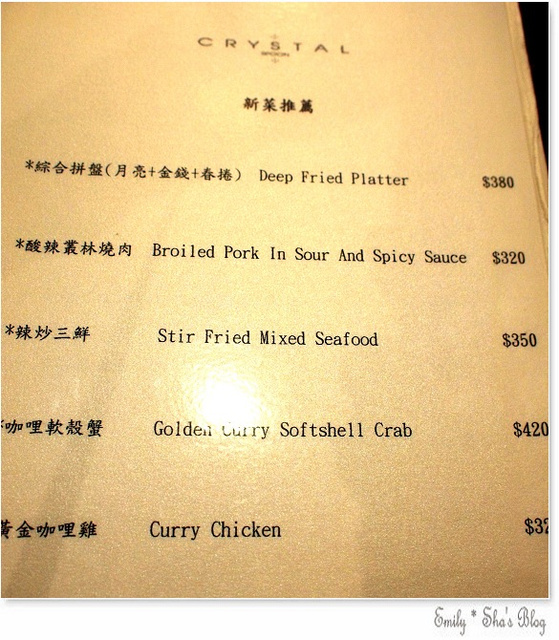 CRYSTAL
SPOON
新菜推薦
*綜合拼盤(月亮+金錢+春捲) Deep Fried Platter $380
*酸辣叢林燒肉 Broiled Pork In Sour And Spicy Sauce $320
*辣炒三鮮 Stir Fried Mixed Seafood $350
*咖哩軟殼蟹 Golden Curry Softshell Crab $420
黃金咖哩雞 Curry Chicken
Emily * Sha's Blog